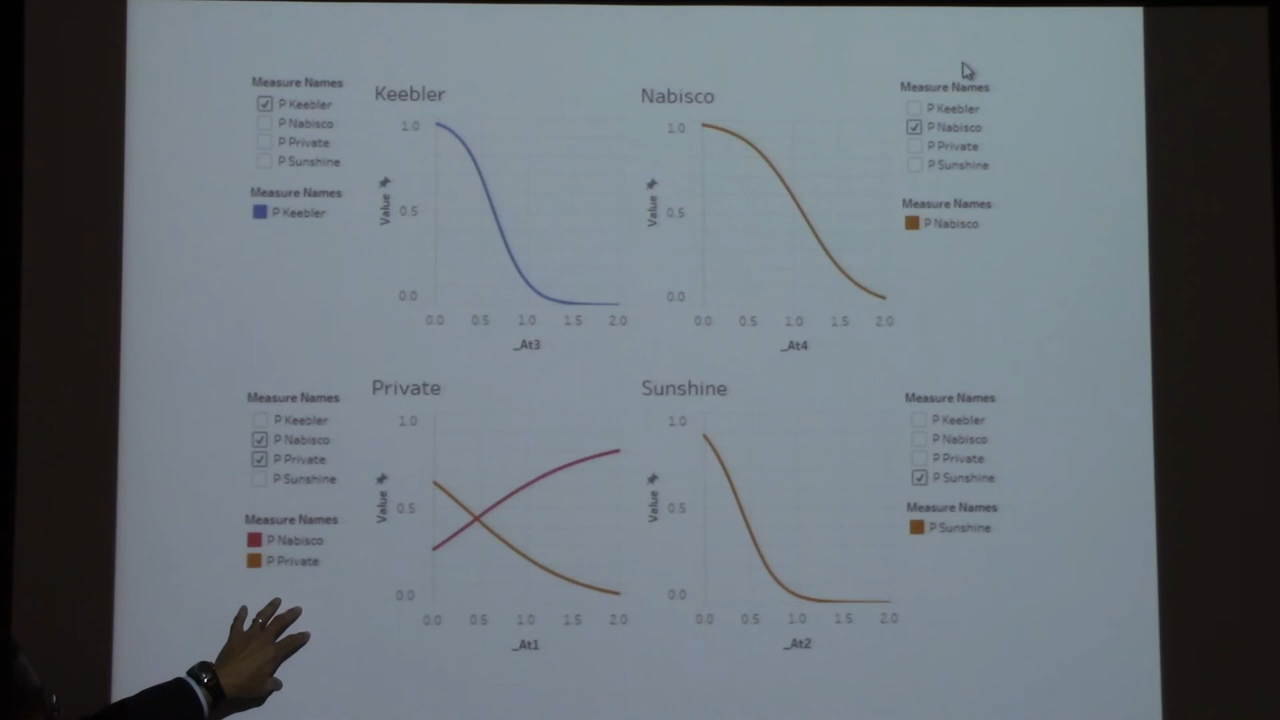 Measure Names
P Keebler
P Nabisco
P Private
P Sunshine
Measure Names
P Keebler
Keebler
1.0
0.5
0.0
Value
0.0 0.5 1.0 1.5 2.0
_At3
Nabisco
1.0
0.5
0.0
Value
0.0 0.5 1.0 1.5 2.0
_At4
Measure Names
P Keebler
P Nabisco
P Private
P Sunshine
Measure Names
P Nabisco
Measure Names
P Keebler
P Nabisco
P Private
P Sunshine
Measure Names
P Nabisco
P Private
Private
1.0
0.5
0.0
Value
0.0 0.5 1.0 1.5 2.0
_At1
Sunshine
1.0
0.5
0.0
Value
0.0 0.5 1.0 1.5 2.0
_At2
Measure Names
P Keebler
P Nabisco
P Private
P Sunshine
Measure Names
P Sunshine